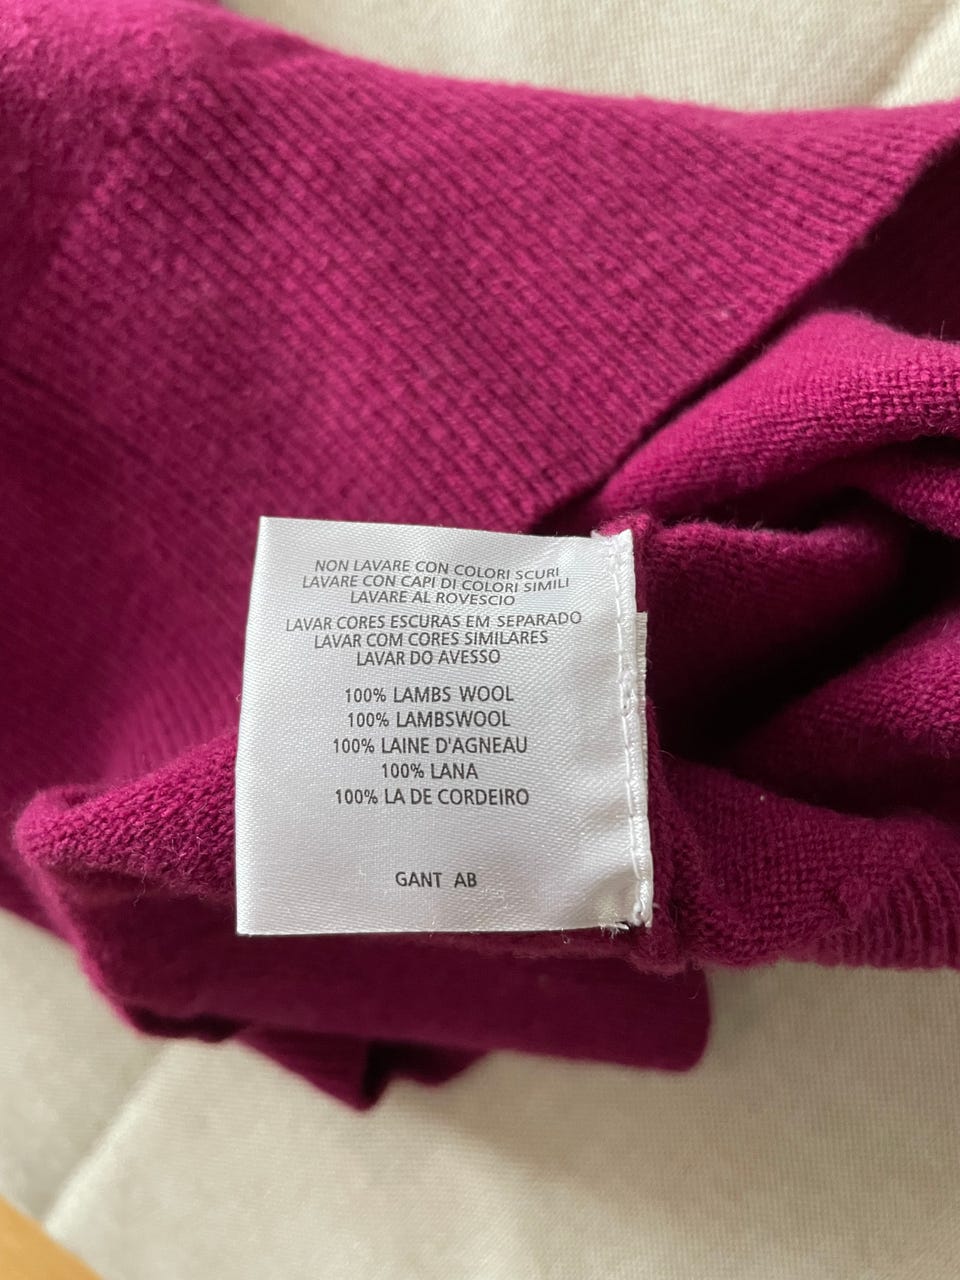 NON LAVARE CON COLORI SCURI
LAVARE CON CAPI DI COLORI SIMILI
LAVARE AL ROVESCIO
LAVAR CORES ESCURAS EM SEPARADO
LAVAR COM CORES SIMILARES
LAVAR DO AVESSO
100% LAMBS WOOL
100% LAMBSWOOL
100% LAINE D'AGNEAU
100% LANA
100% LA DE CORDEIRO
GANT AB